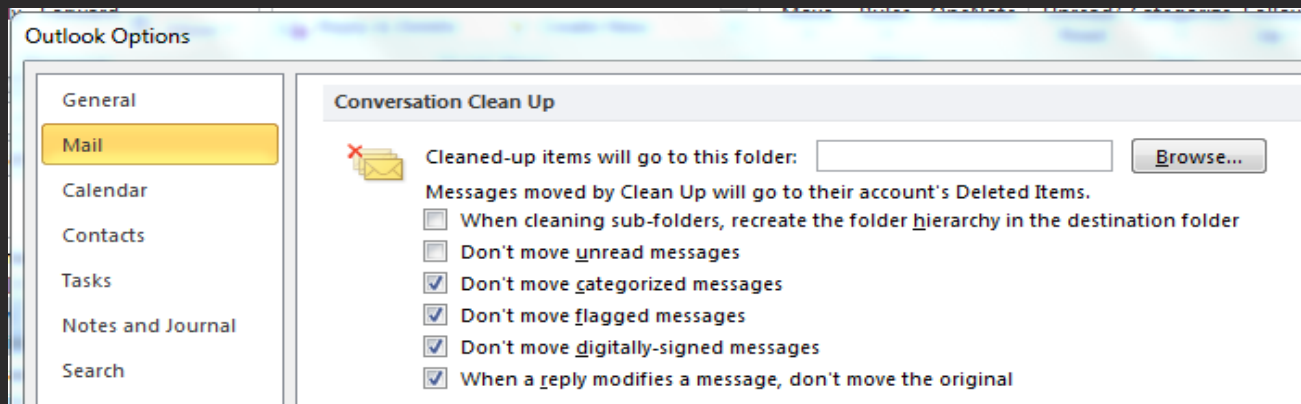 Outlook Options
General
Mail
Calendar
Contacts
Tasks
Notes and Journal
Search
Conversation Clean Up
Cleaned-up items will go to this folder:
Browse...
Messages moved by Clean Up will go to their account's Deleted Items.
When cleaning sub-folders, recreate the folder hierarchy in the destination folder
Don't move unread messages
Don't move categorized messages
Don't move flagged messages
Don't move digitally-signed messages
When a reply modifies a message, don't move the original